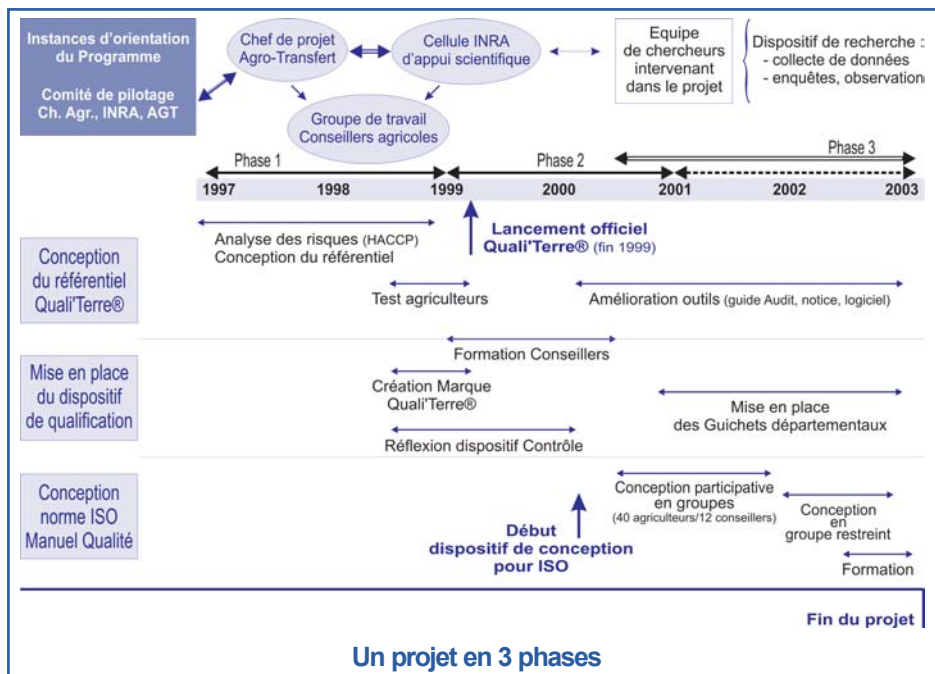 Instances d'orientation
du Programme
Comité de pilotage
Ch. Agr., INRA, AGT
Chef de projet
Agro-Transfert
Cellule INRA
d'appui scientifique
Groupe de travail
Conseillers agricoles
Equipe
de chercheurs
intervenant
dans le projet
Dispositif de recherche :
- collecte de données
- enquêtes, observation
Phase 1
Phase 2
Phase 3
1997 1998 1999 2000 2001 2002 2003
Conception
du référentiel
Quali'Terre®
Analyse des risques (HACCP)
Conception du référentiel
Lancement officiel
Quali'Terre® (fin 1999)
Test agriculteurs
Amélioration outils (guide Audit, notice, logiciel)
Mise en place
du dispositif
de qualification
Formation Conseillers
Création Marque
Quali'Terre®
Réflexion dispositif Contrôle
Mise en place
des Guichets départementaux
Conception
norme ISO
Manuel Qualité
Début
dispositif de conception
pour ISO
Conception participative
en groupes
(40 agriculteurs/12 conseillers)
Conception
en
groupe restreint
Formation
Fin du projet
Un projet en 3 phases